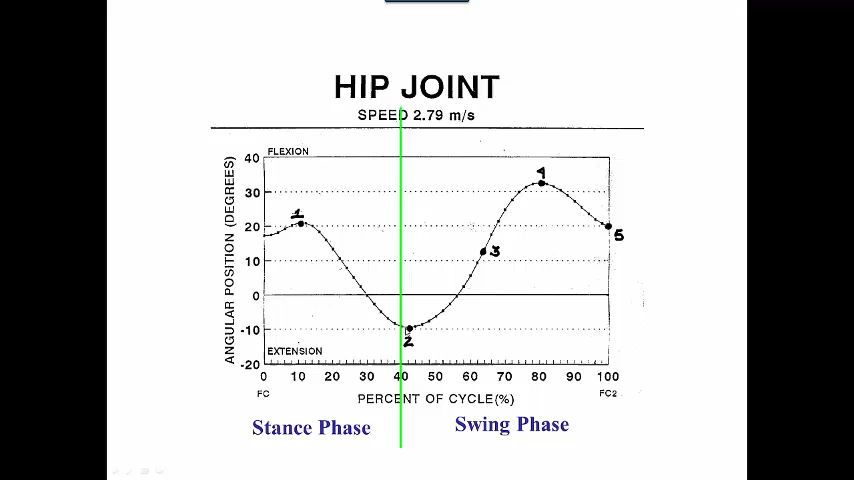 HIP JOINT
SPEED 2.79 m/s
FLEXION
ANGULAR POSITION (DEGREES)
40
30
20
10
0
-10
-20
1
2
3
4
5
EXTENSION
0 10 20 30 40 50 60 70 80 90 100
FC FC2
PERCENT OF CYCLE(%)
Stance Phase Swing Phase